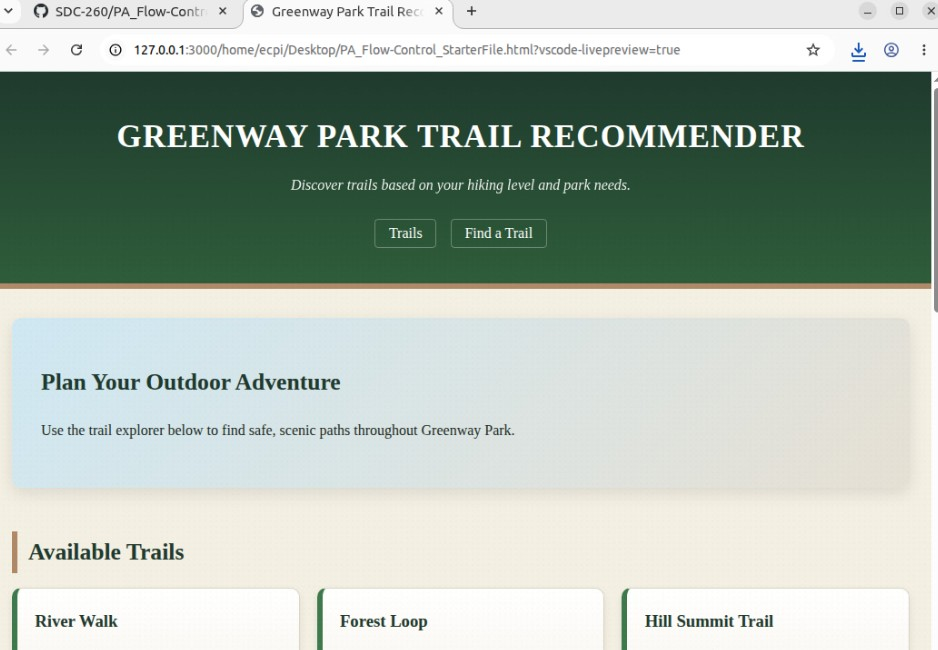 SDC-260/PA_Flow-Contr
Greenway Park Trail Rec
127.0.0.1:3000/home/ecpi/Desktop/PA_Flow-Control_StarterFile.html?vscode-livepreview=true
GREENWAY PARK TRAIL RECOMMENDER
Discover trails based on your hiking level and park needs.
Trails Find a Trail
Plan Your Outdoor Adventure
Use the trail explorer below to find safe, scenic paths throughout Greenway Park.
Available Trails
River Walk Forest Loop Hill Summit Trail